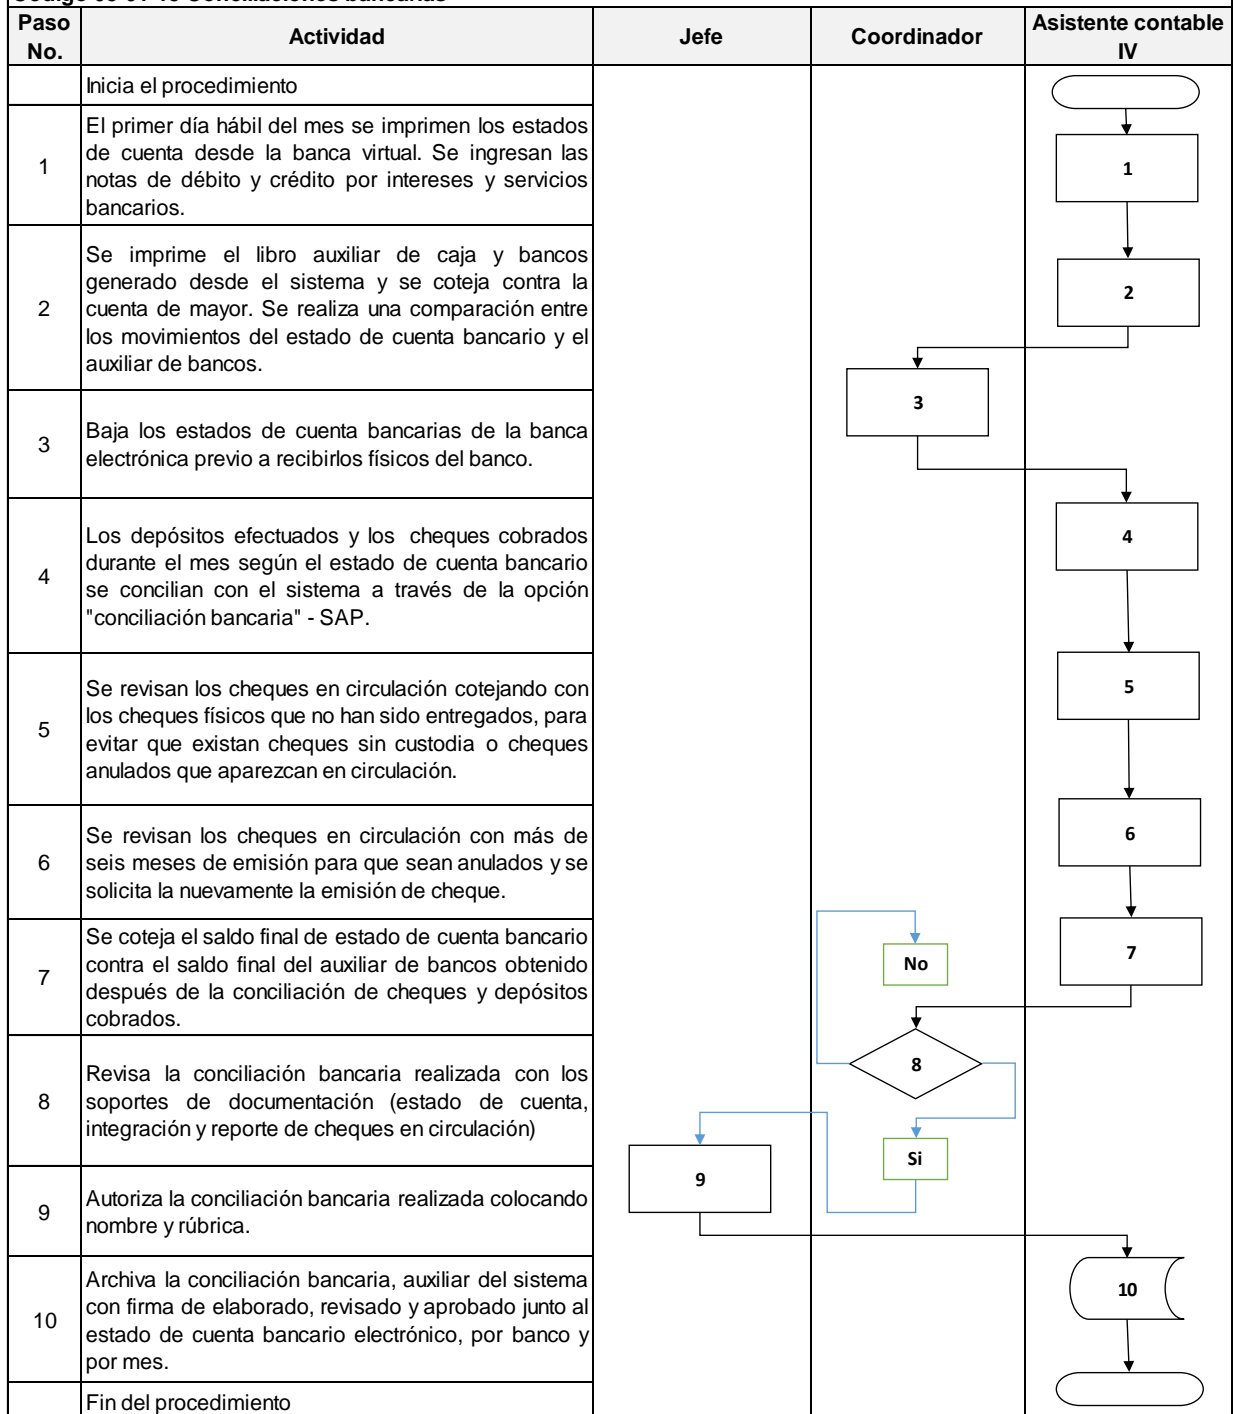 Paso
No.
Actividad
Jefe
Coordinador
Asistente contable
IV
Inicia el procedimiento
1
El primer día hábil del mes se imprimen los estados
de cuenta desde la banca virtual. Se ingresan las
notas de débito y crédito por intereses y servicios
bancarios.
1
2
Se imprime el libro auxiliar de caja y bancos
generado desde el sistema y se coteja contra la
cuenta de mayor. Se realiza una comparación entre
los movimientos del estado de cuenta bancario y el
auxiliar de bancos.
2
3
Baja los estados de cuenta bancarias de la banca
electrónica previo a recibirlos físicos del banco.
3
4
Los depósitos efectuados y los cheques cobrados
durante el mes según el estado de cuenta bancario
se concilian con el sistema a través de la opción
"conciliación bancaria" - SAP.
4
5
Se revisan los cheques en circulación cotejando con
los cheques físicos que no han sido entregados, para
evitar que existan cheques sin custodia o cheques
anulados que aparezcan en circulación.
5
6
Se revisan los cheques en circulación con más de
seis meses de emisión para que sean anulados y se
solicita la nuevamente la emisión de cheque.
6
7
Se coteja el saldo final de estado de cuenta bancario
contra el saldo final del auxiliar de bancos obtenido
después de la conciliación de cheques y depósitos
cobrados.
No
7
8
Revisa la conciliación bancaria realizada con los
soportes de documentación (estado de cuenta,
integración y reporte de cheques en circulación)
8
Si
9
Autoriza la conciliación bancaria realizada colocando
nombre y rúbrica.
9
10
Archiva la conciliación bancaria, auxiliar del sistema
con firma de elaborado, revisado y aprobado junto al
estado de cuenta bancario electrónico, por banco y
por mes.
10
Fin del procedimiento